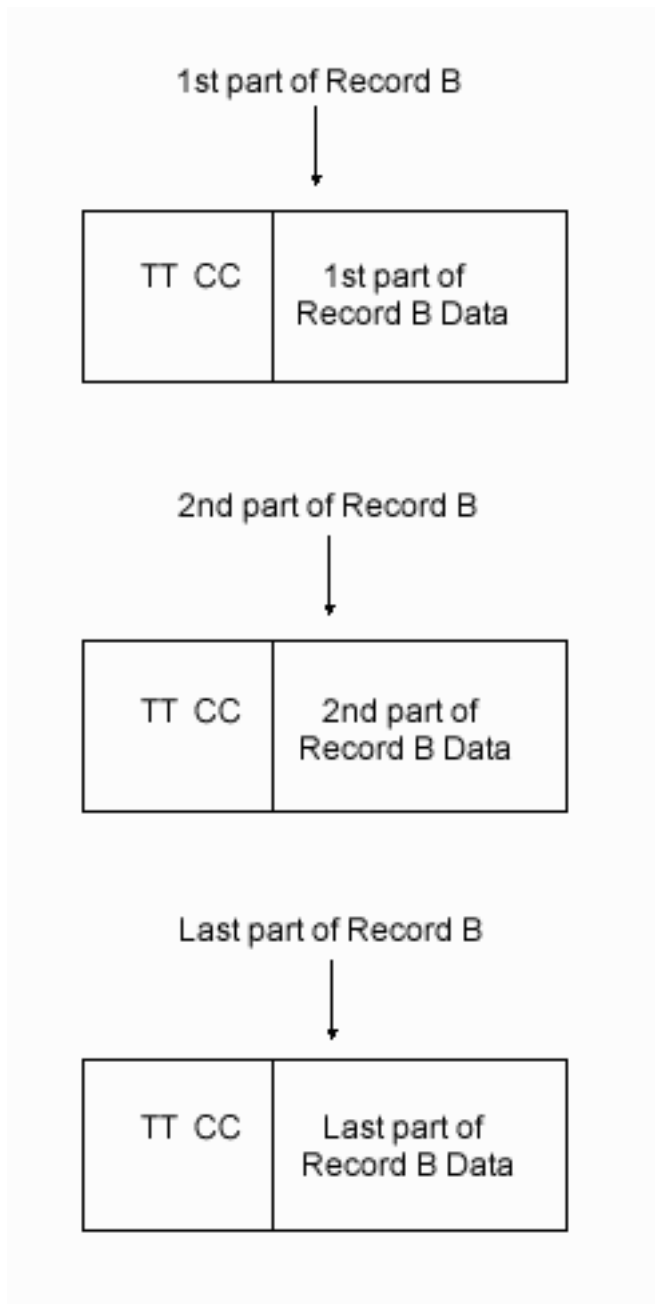 1st part of Record B
TT CC
1st part of
Record B Data
2nd part of Record B
TT CC
2nd part of
Record B Data
Last part of Record B
TT CC
Last part of
Record B Data